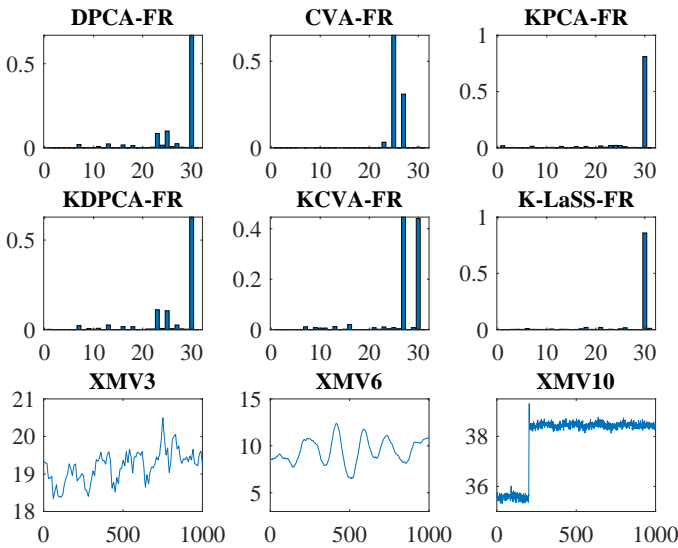 DPCA-FR CVA-FR KPCA-FR
0.5 0.5 1 0.5
0 0 0
0 10 20 30 0 10 20 30 0 10 20 30
KDPCA-FR KCVA-FR K-LaSS-FR
0.5 0.4 0.2 1 0.5
0 0 0
0 10 20 30 0 10 20 30 0 10 20 30
XMV3 XMV6 XMV10
21 15
20 10 38
19 5 36
18
0 500 1000 0 500 1000 0 500 1000